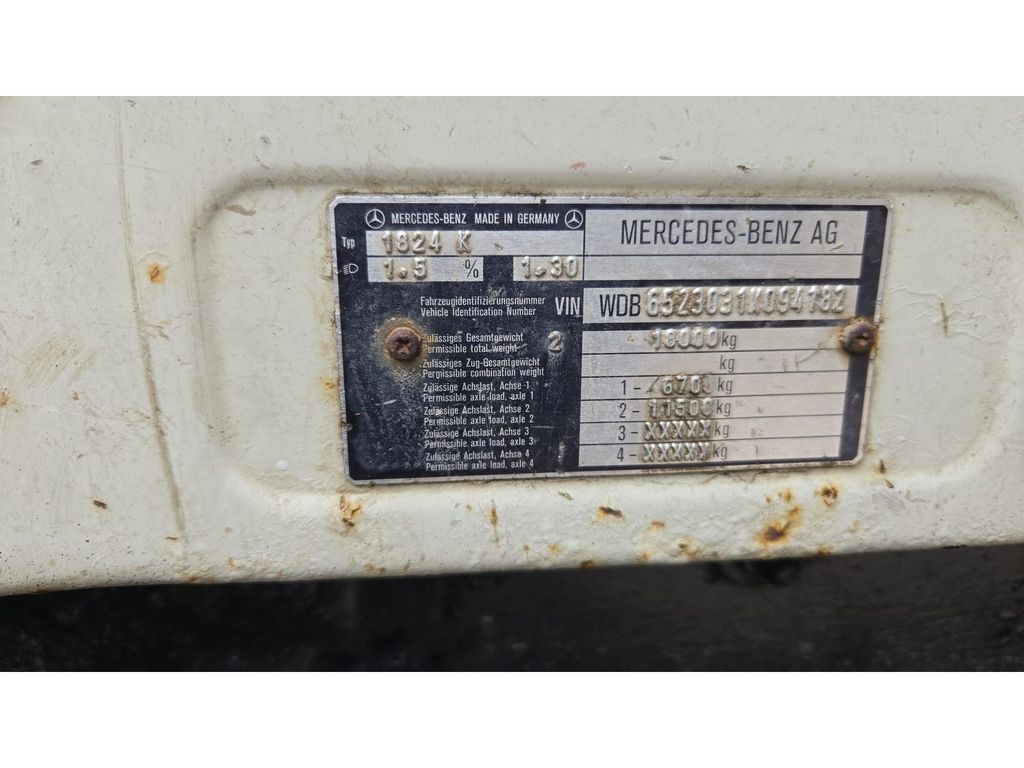 MERCEDES-BENZ MADE IN GERMANY
MERCEDES-BENZ AG
Typ 1824 K
1.5 % 1.30
Fahrzeugidentifizierungsnummer
Vehicle Identification Number
VIN WDB 6523031K094182
Zulässiges Gesamtgewicht
Permissible total weight
2 18000 kg
Zulässiges Zug-Gesamtgewicht
Permissible combination weight
kg
Zulässige Achslast, Achse 1
Permissible axle load, axle 1
1- kg
Zulässige Achslast, Achse 2
Permissible axle load, axle 2
2- 11500 kg
Zulässige Achslast, Achse 3
Permissible axle load, axle 3
3- XXXXX kg
Zulässige Achslast, Achse 4
Permissible axle load, axle 4
4- XXXXX kg